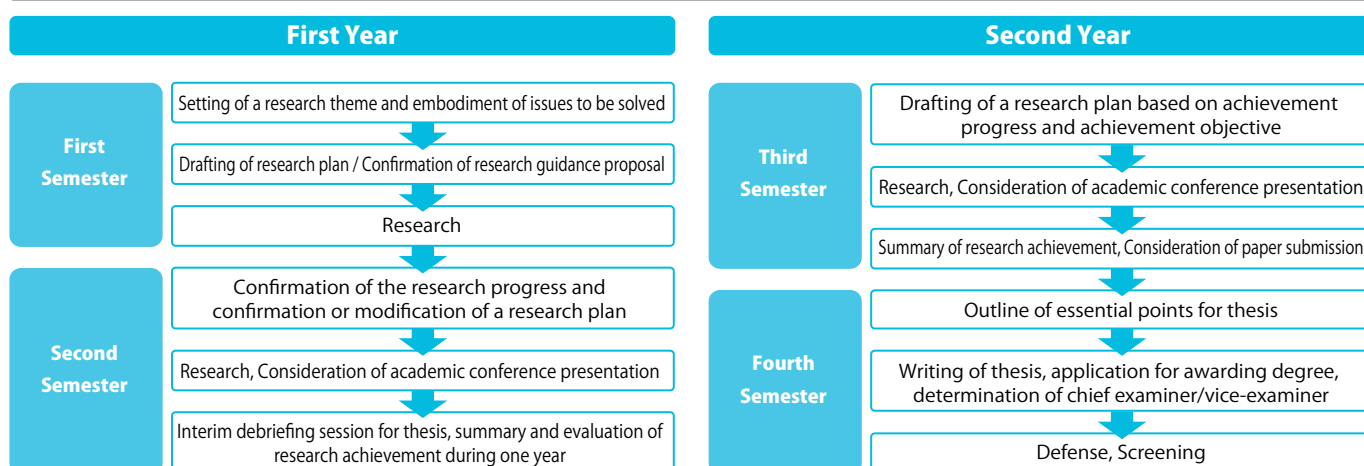 First Year
First
Semester
Setting of a research theme and embodiment of issues to be solved
Drafting of research plan / Confirmation of research guidance proposal
Research
Second
Semester
Confirmation of the research progress and
confirmation or modification of a research plan
Research, Consideration of academic conference presentation
Interim debriefing session for thesis, summary and evaluation of
research achievement during one year
Second Year
Third
Semester
Drafting of a research plan based on achievement
progress and achievement objective
Research, Consideration of academic conference presentation
Summary of research achievement, Consideration of paper submission
Fourth
Semester
Outline of essential points for thesis
Writing of thesis, application for awarding degree,
determination of chief examiner/vice-examiner
Defense, Screening